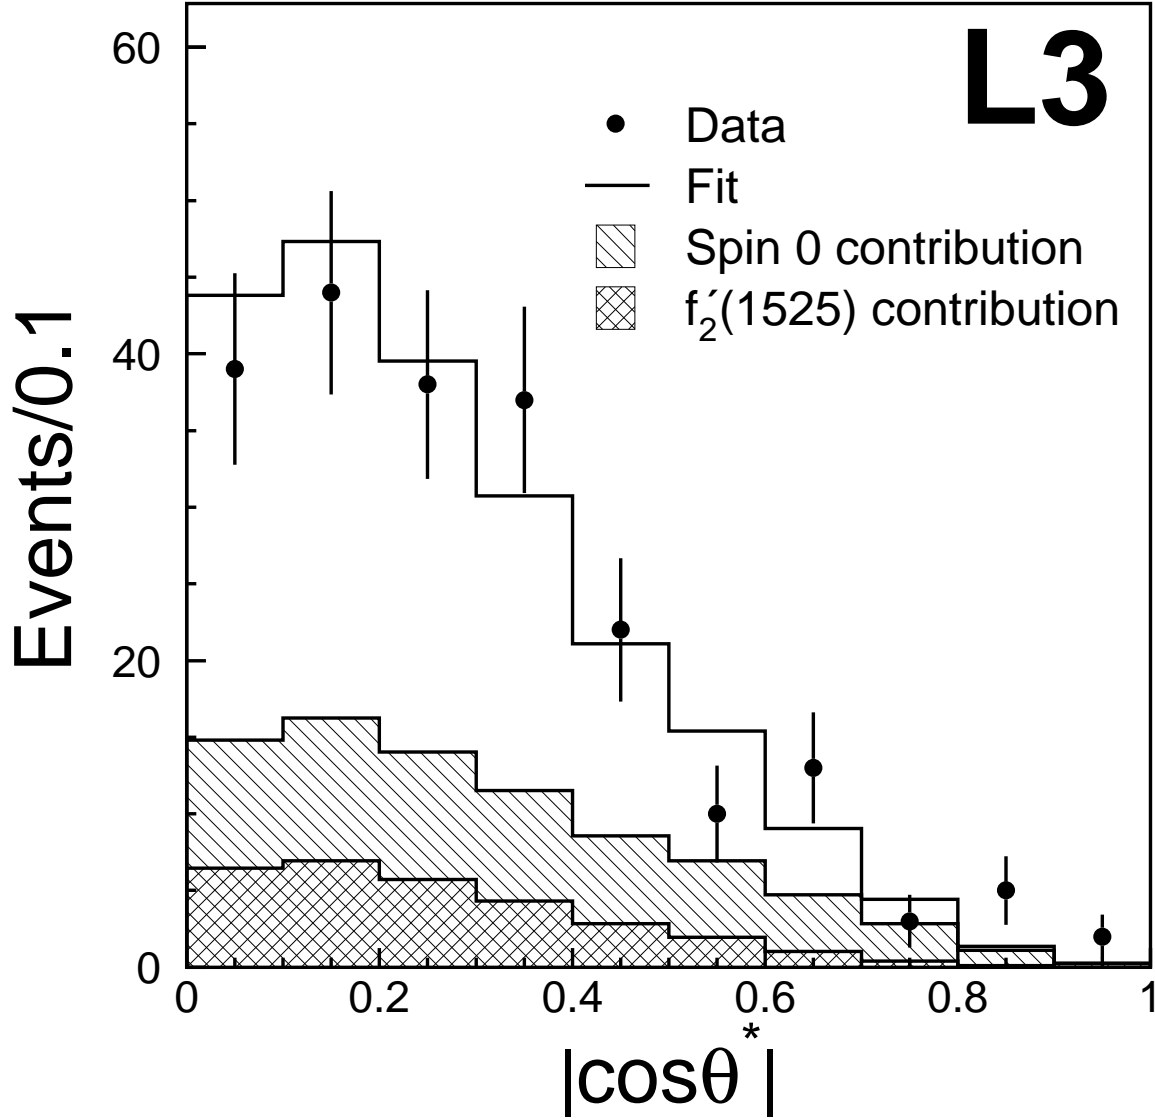 L3
Data
Fit
Spin 0 contribution
f₂´(1525) contribution
Events/0.1
60
40
20
0
0 0.2 0.4 0.6 0.8 1
|cosθ*|